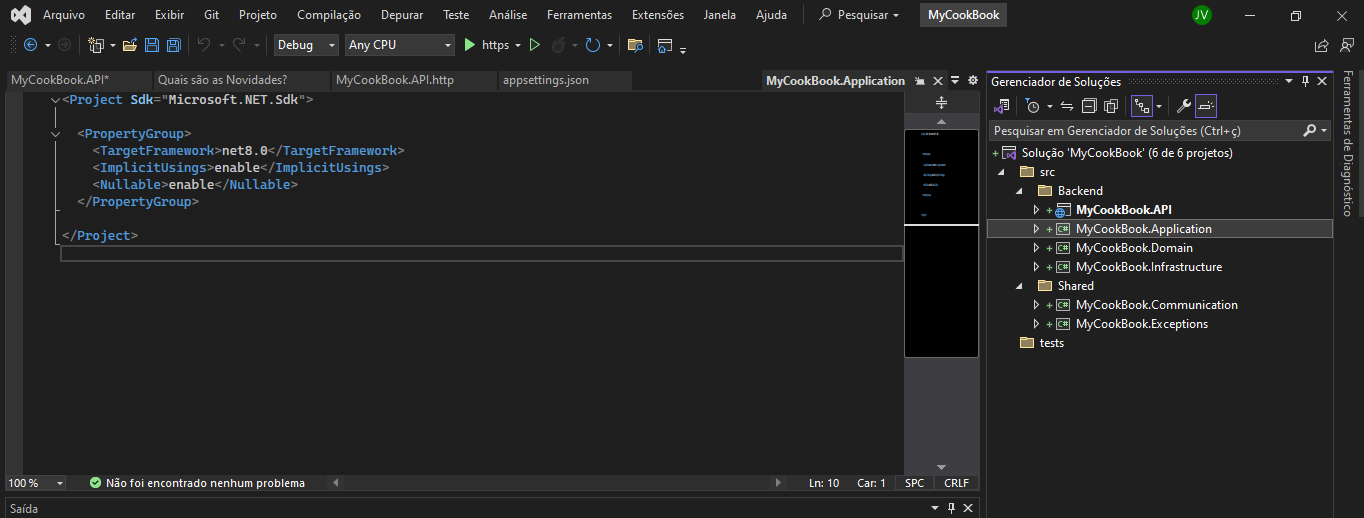 Arquivo Editar Exibir Git Projeto Compilação Depurar Teste Análise Ferramentas Extensões Janela Ajuda Pesquisar MyCookBook JV
Debug Any CPU https
MyCookBook.API* Quais são as Novidades? MyCookBook.API.http appsettings.json MyCookBook.Application
<Project Sdk="Microsoft.NET.Sdk">
<PropertyGroup>
<TargetFramework>net8.0</TargetFramework>
<ImplicitUsings>enable</ImplicitUsings>
<Nullable>enable</Nullable>
</PropertyGroup>
</Project>
100 % Não foi encontrado nenhum problema Ln: 10 Car: 1 SPC CRLF
Saída
Gerenciador de Soluções
Pesquisar em Gerenciador de Soluções (Ctrl+ç)
Solução 'MyCookBook' (6 de 6 projetos)
src
Backend
MyCookBook.API
C# MyCookBook.Application
C# MyCookBook.Domain
C# MyCookBook.Infrastructure
Shared
C# MyCookBook.Communication
C# MyCookBook.Exceptions
tests
Ferramentas de Diagnóstico